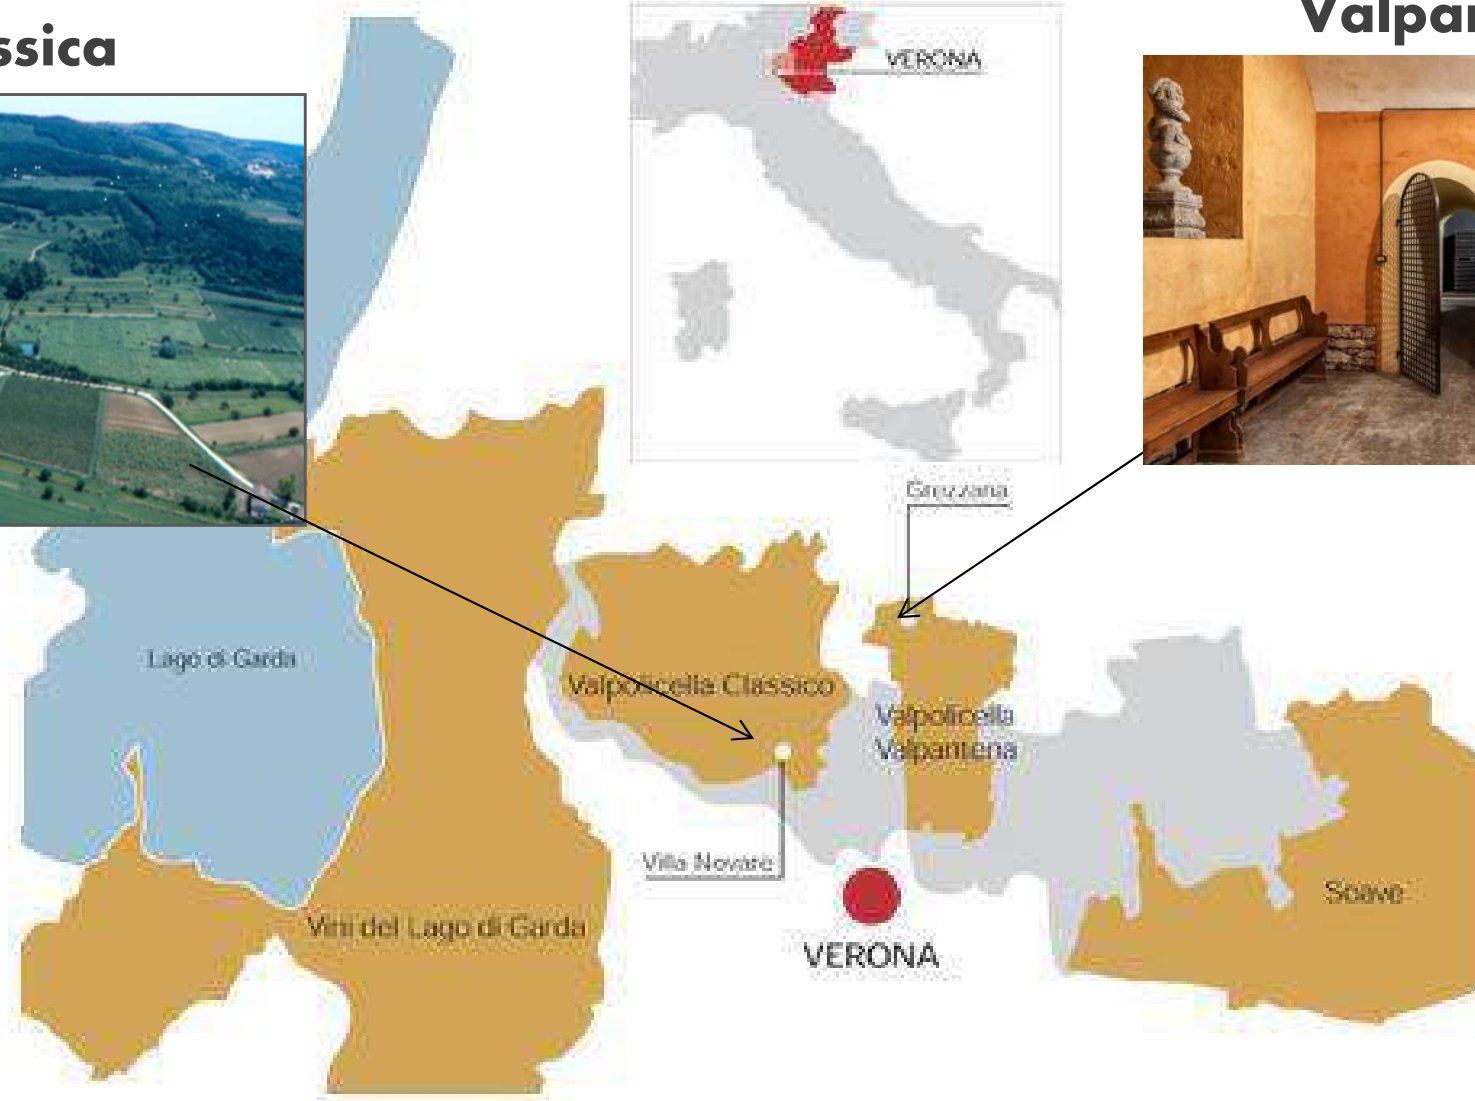 ssica
Valpan
VERONA
Grezzana
Lago di Garda
Valpolicella Classico
Valpolicella
Valpantena
Villa Novare
Vini del Lago di Garda
Soave
VERONA